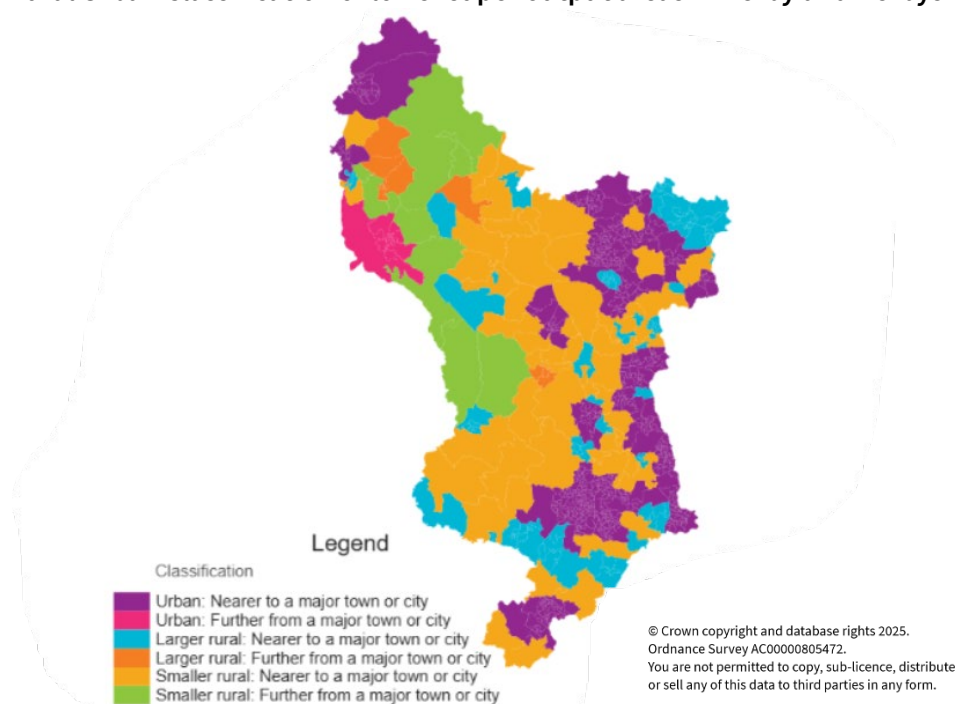 Legend
Classification
Urban: Nearer to a major town or city
Urban: Further from a major town or city
Larger rural: Nearer to a major town or city
Larger rural: Further from a major town or city
Smaller rural: Nearer to a major town or city
Smaller rural: Further from a major town or city
© Crown copyright and database rights 2025.
Ordnance Survey AC00000805472.
You are not permitted to copy, sub-licence, distribute
or sell any of this data to third parties in any form.